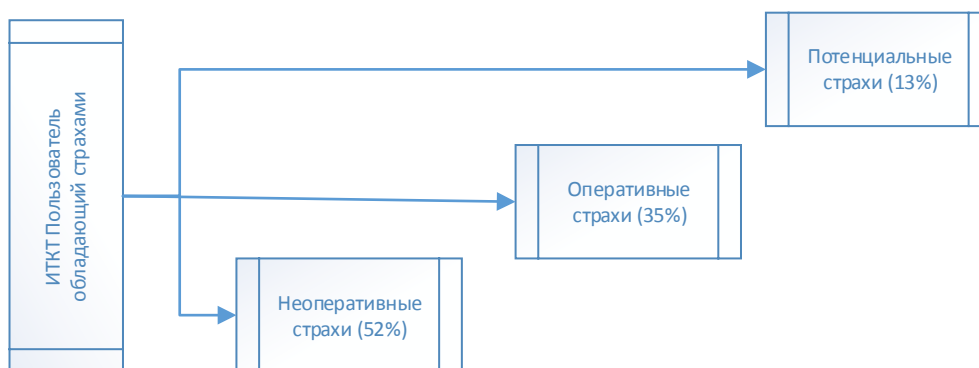 ИТКТ Пользователь
обладающий страхами
Потенциальные
страхи (13%)
Оперативные
страхи (35%)
Неоперативные
страхи (52%)